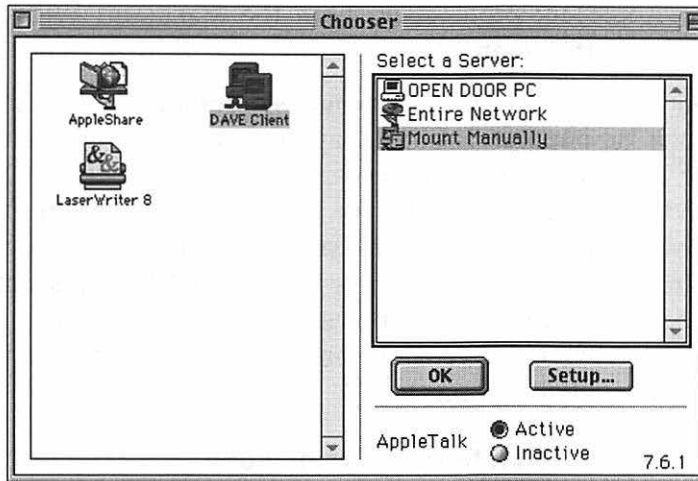 Chooser
AppleShare
DAVE Client
LaserWriter 8
Select a Server:
OPEN DOOR PC
Entire Network
Mount Manually
OK
Setup...
AppleTalk
Active
Inactive
7.6.1